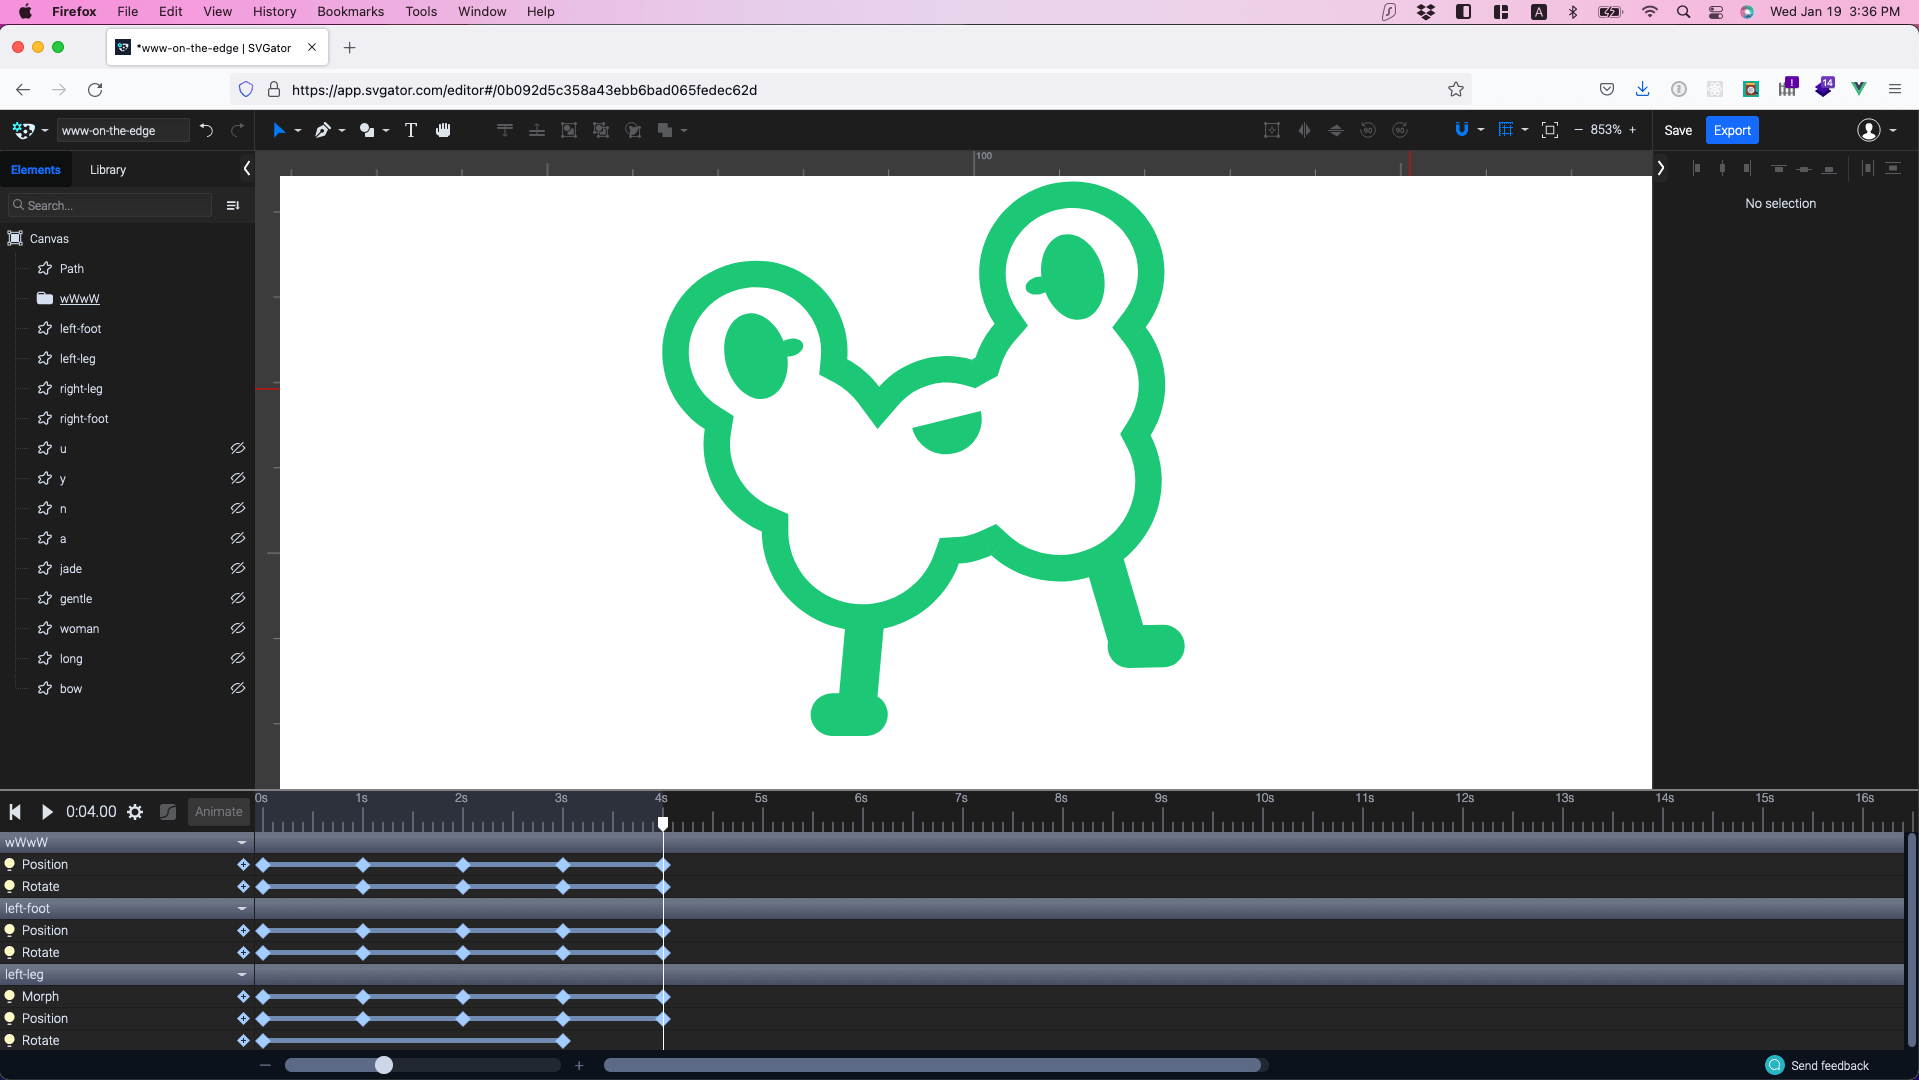 Firefox File Edit View History Bookmarks Tools Window Help
A
Wed Jan 19 3:36 PM
*www-on-the-edge | SVGator
https://app.svgator.com/editor#/0b092d5c358a43ebb6bad065fedec62d
14
www-on-the-edge
T
90
90
853%
Save
Export
Elements
Library
Search...
100
No selection
Canvas
Path
wWwW
left-foot
left-leg
right-leg
right-foot
u
y
n
a
jade
gentle
woman
long
bow
0:04.00
Animate
0s 1s 2s 3s 4s 5s 6s 7s 8s 9s 10s 11s 12s 13s 14s 15s 16s
wWwW
Position
Rotate
left-foot
Position
Rotate
left-leg
Morph
Position
Rotate
Send feedback